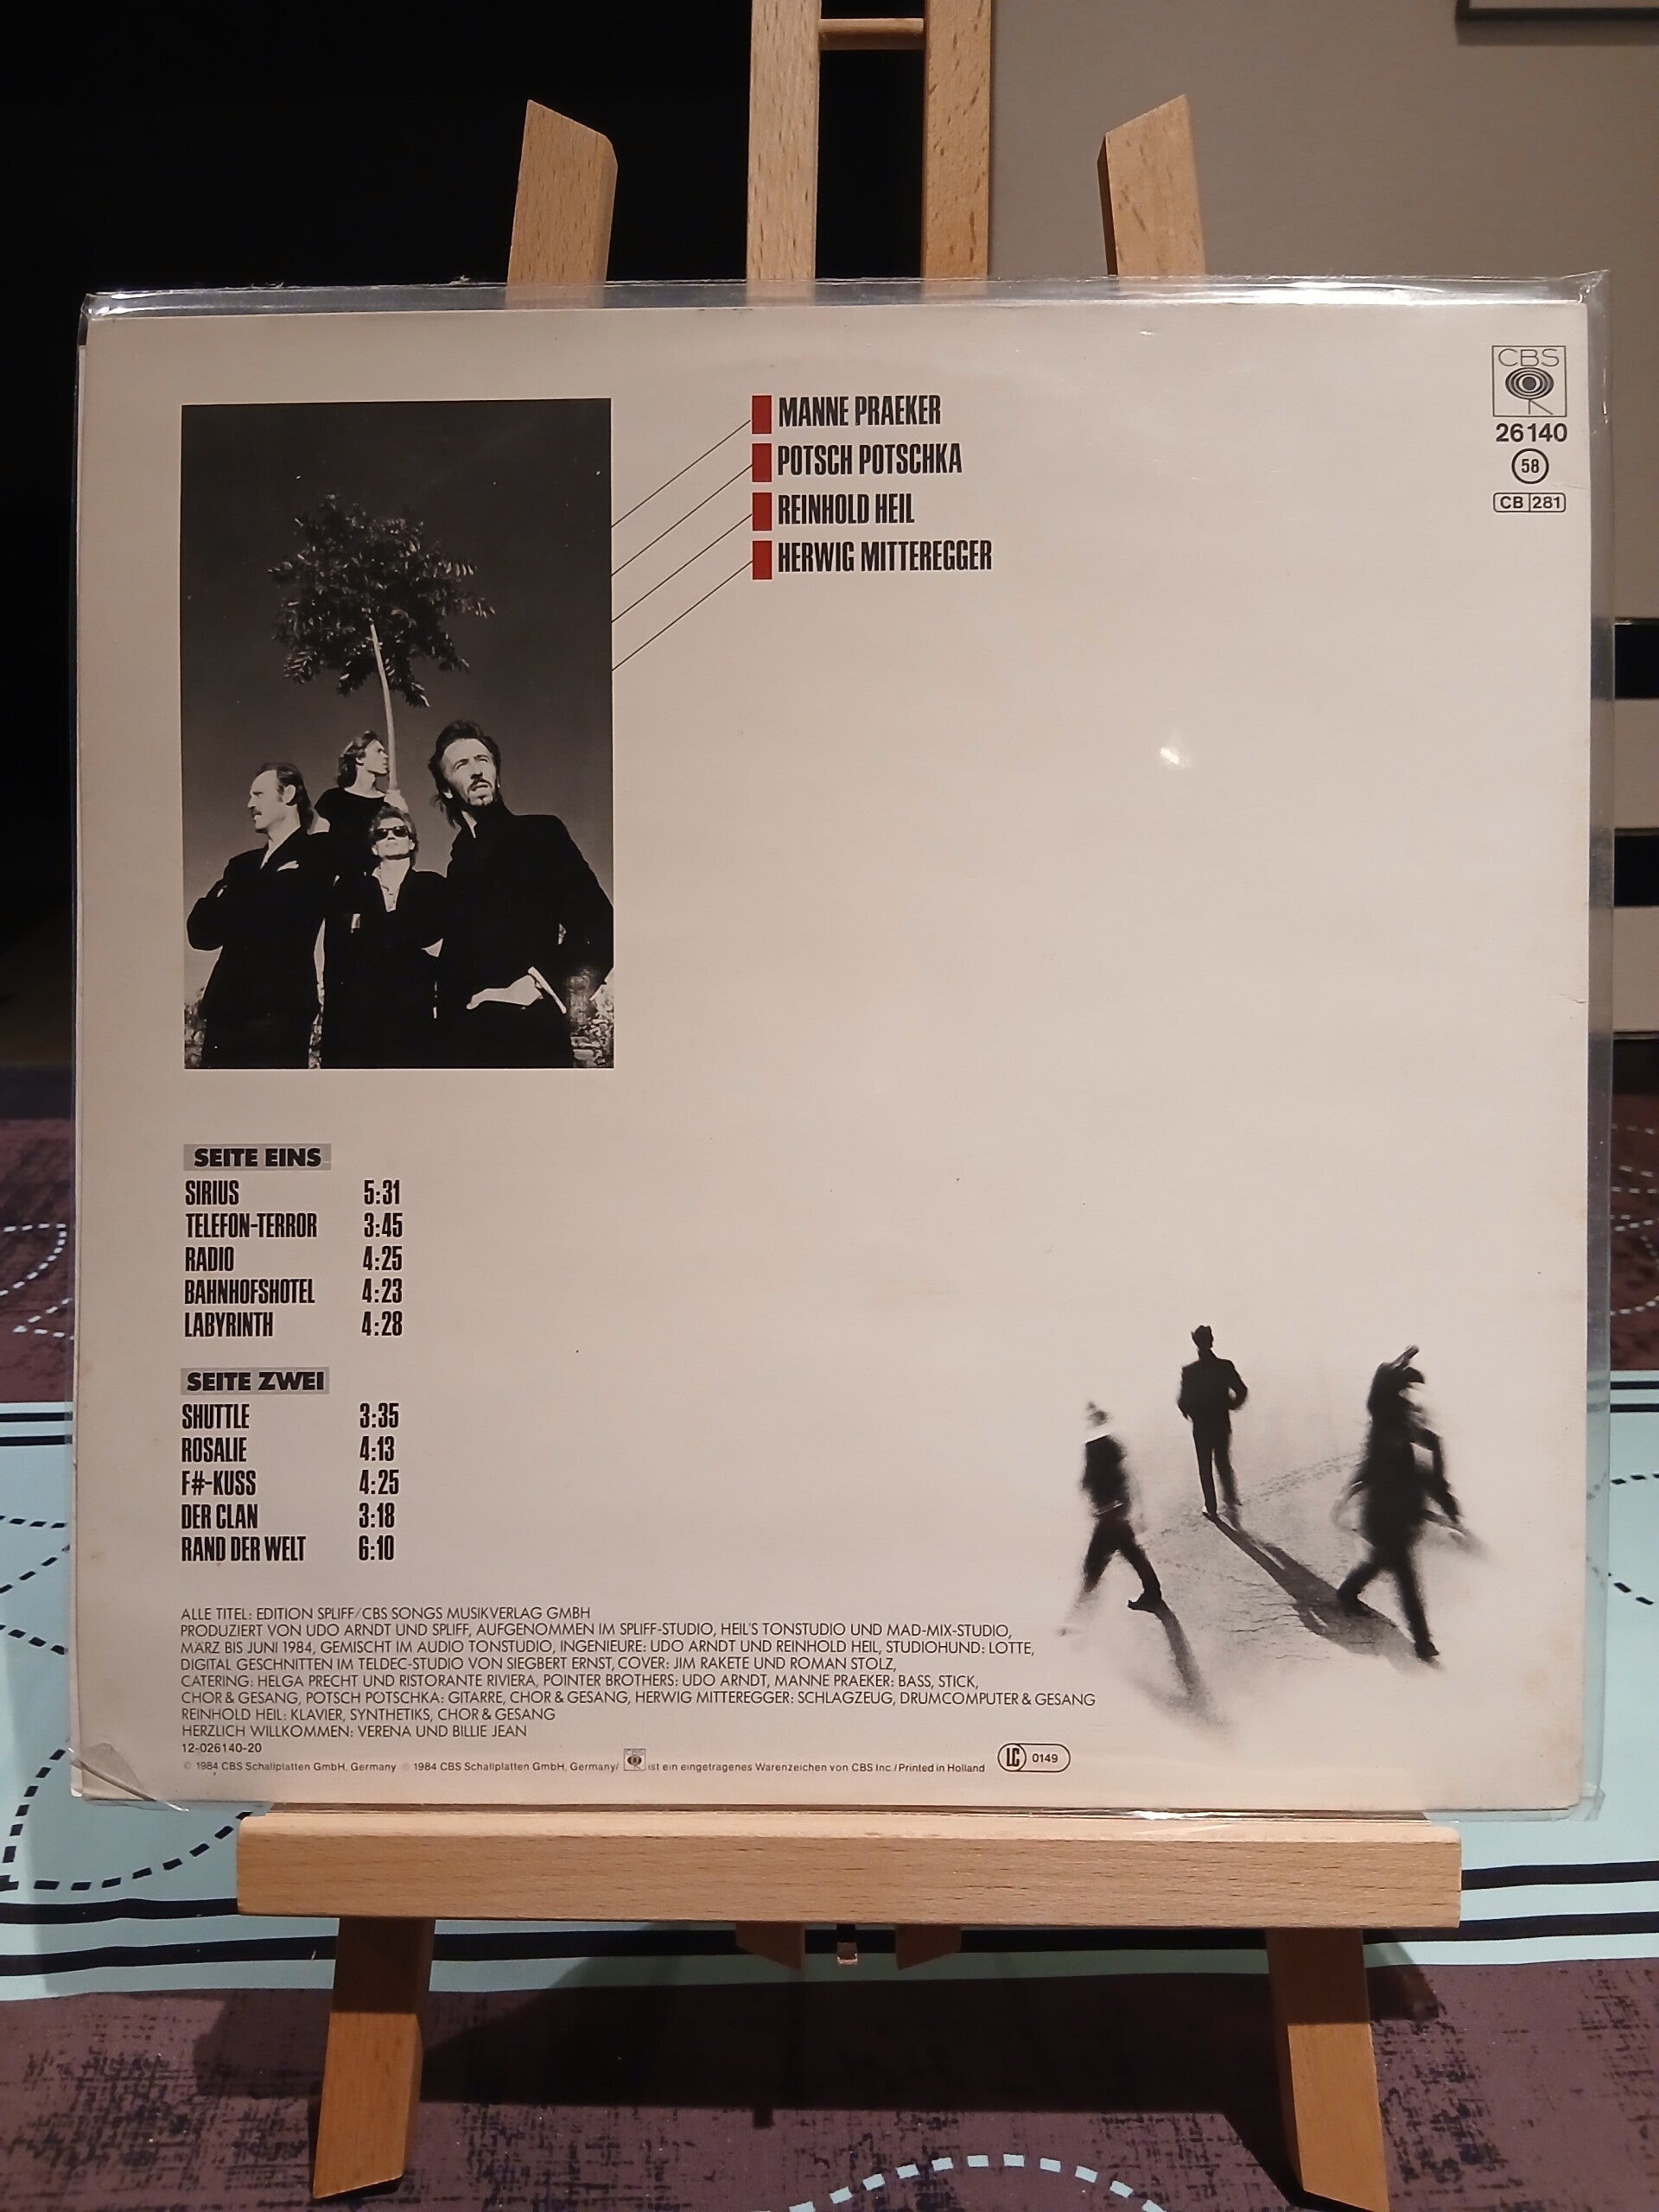 MANNE PRAEKER
POTSCH POTSCHKA
REINHOLD HEIL
HERWIG MITTEREGGER
CBS
26140
58
CB 281
SEITE EINS
SIRIUS 5:31
TELEFON-TERROR 3:45
RADIO 4:25
BAHNHOFSHOTEL 4:23
LABYRINTH 4:28
SEITE ZWEI
SHUTTLE 3:35
ROSALIE 4:13
F#-KUSS 4:25
DER CLAN 3:18
RAND DER WELT 6:10
ALLE TITEL: EDITION SPLIFF/CBS SONGS MUSIKVERLAG GMBH
PRODUZIERT VON UDO ARNDT UND SPLIFF, AUFGENOMMEN IM SPLIFF-STUDIO, HEIL'S TONSTUDIO UND MAD-MIX-STUDIO,
MARZ BIS JUNI 1984, GEMISCHT IM AUDIO TONSTUDIO, INGENIEURE: UDO ARNDT UND REINHOLD HEIL, STUDIOHUND: LOTTE,
DIGITAL GESCHNITTEN IM TELDEC-STUDIO VON SIEGBERT ERNST, COVER: JIM RAKETE UND ROMAN STOLZ,
CATERING: HELGA PRECHT UND RISTORANTE RIVIERA, POINTER BROTHERS: UDO ARNDT, MANNE PRAEKER: BASS, STICK,
CHOR & GESANG, POTSCH POTSCHKA: GITARRE, CHOR & GESANG, HERWIG MITTEREGGER: SCHLAGZEUG, DRUMCOMPUTER & GESANG
REINHOLD HEIL: KLAVIER, SYNTHETIKS, CHOR & GESANG
HERZLICH WILLKOMMEN: VERENA UND BILLIE JEAN
12-026140-20
© 1984 CBS Schallplatten GmbH, Germany ℗ 1984 CBS Schallplatten GmbH, Germany/ CBS ist ein eingetragenes Warenzeichen von CBS Inc./Printed in Holland LC 0149